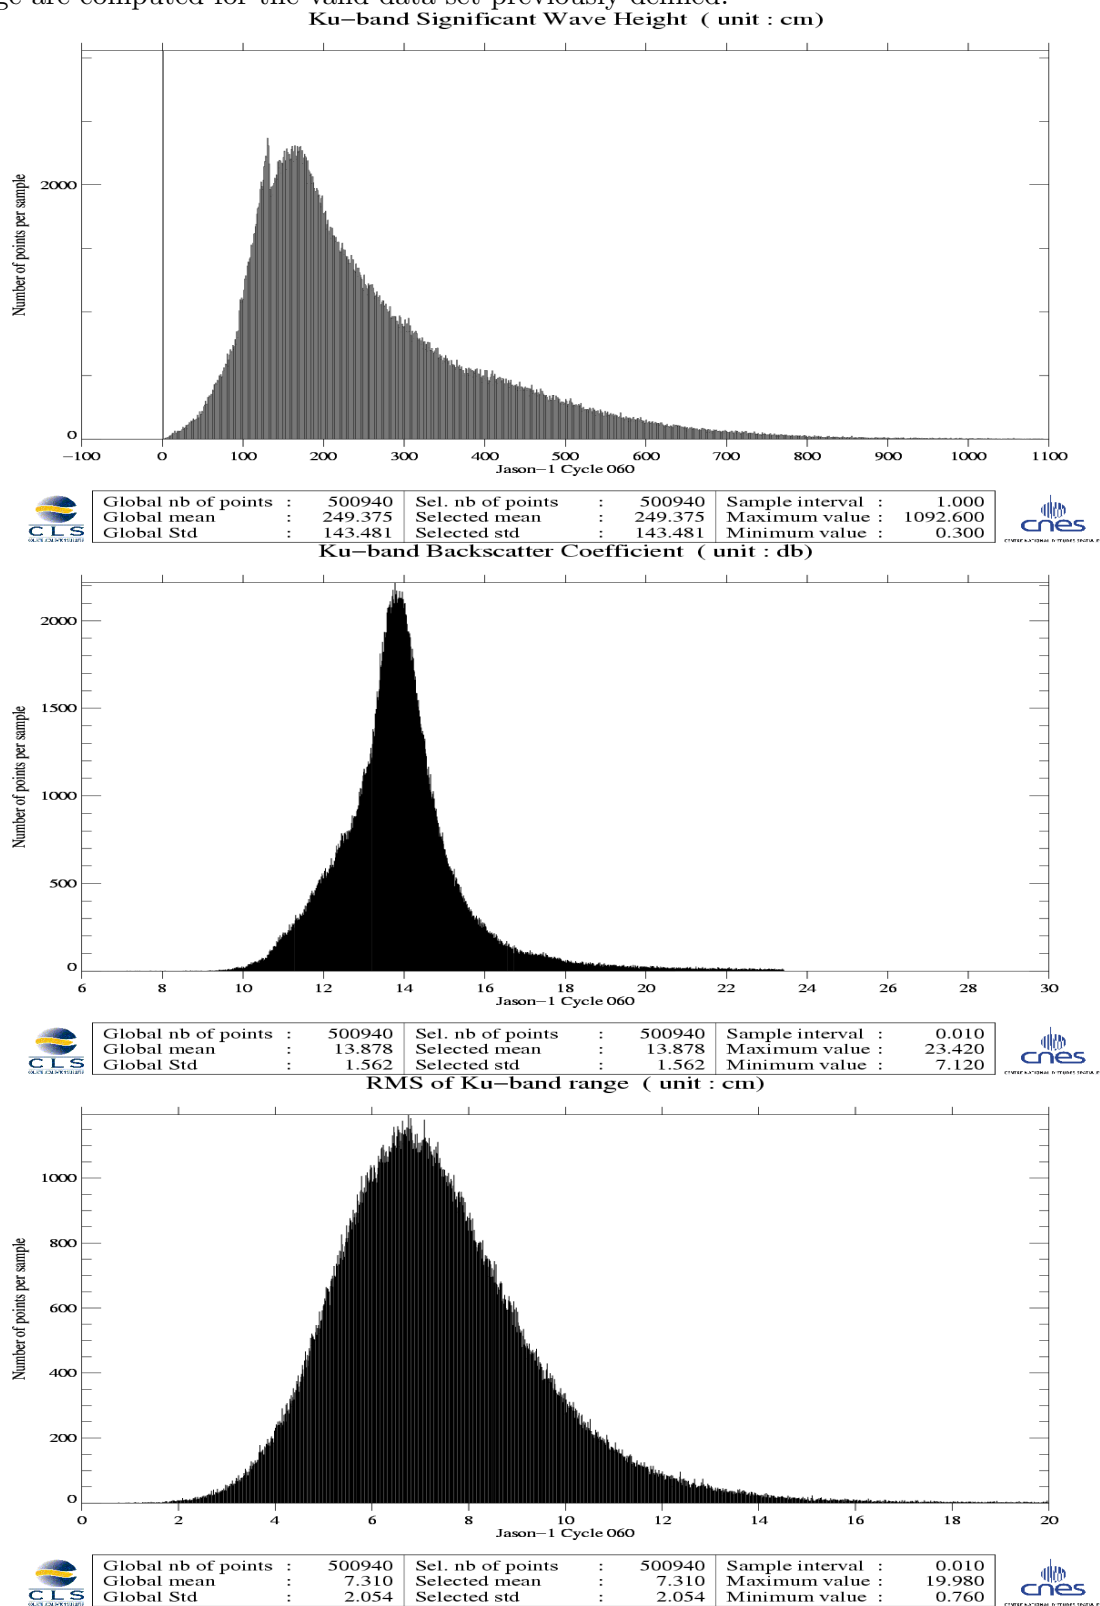 ge are computed for the valid data set previously defined.
Ku−band Significant Wave Height ( unit : cm)
Number of points per sample
2000
0
−100 0 100 200 300 400 500 600 700 800 900 1000 1100
Jason−1 Cycle 060
Global nb of points : 500940 Sel. nb of points : 500940 Sample interval : 1.000
Global mean : 249.375 Selected mean : 249.375 Maximum value : 1092.600
Global Std : 143.481 Selected std : 143.481 Minimum value : 0.300
CLS
cnes
Ku−band Backscatter Coefficient ( unit : db)
Number of points per sample
2000
1500
1000
500
0
6 8 10 12 14 16 18 20 22 24 26 28 30
Jason−1 Cycle 060
Global nb of points : 500940 Sel. nb of points : 500940 Sample interval : 0.010
Global mean : 13.878 Selected mean : 13.878 Maximum value : 23.420
Global Std : 1.562 Selected std : 1.562 Minimum value : 7.120
CLS
cnes
RMS of Ku−band range ( unit : cm)
Number of points per sample
1000
800
600
400
200
0
0 2 4 6 8 10 12 14 16 18 20
Jason−1 Cycle 060
Global nb of points : 500940 Sel. nb of points : 500940 Sample interval : 0.010
Global mean : 7.310 Selected mean : 7.310 Maximum value : 19.980
Global Std : 2.054 Selected std : 2.054 Minimum value : 0.760
CLS
cnes